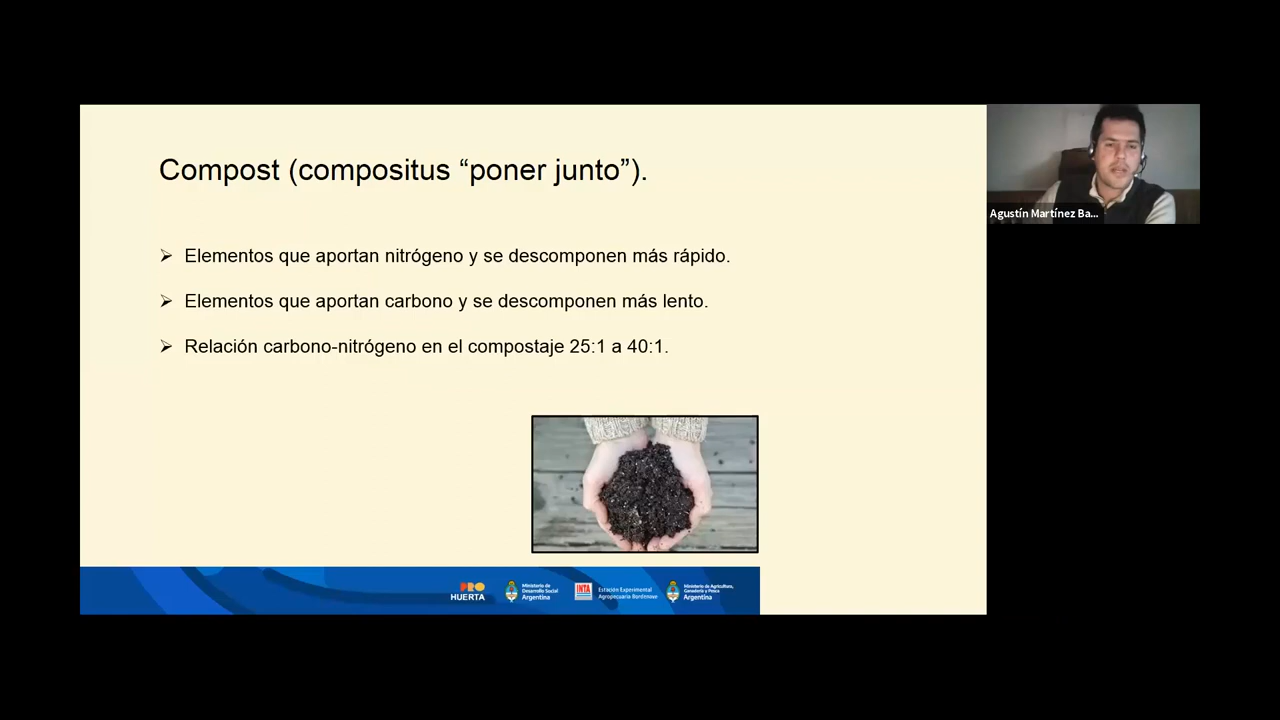 Compost (compositus “poner junto”).
Elementos que aportan nitrógeno y se descomponen más rápido.
Elementos que aportan carbono y se descomponen más lento.
Relación carbono-nitrógeno en el compostaje 25:1 a 40:1.
Agustín Martínez Ba...
PRO
HUERTA
Ministerio de
Desarrollo Social
Argentina
INTA
Estación Experimental
Agropecuaria Bordenave
Ministerio de Agricultura,
Ganadería y Pesca
Argentina